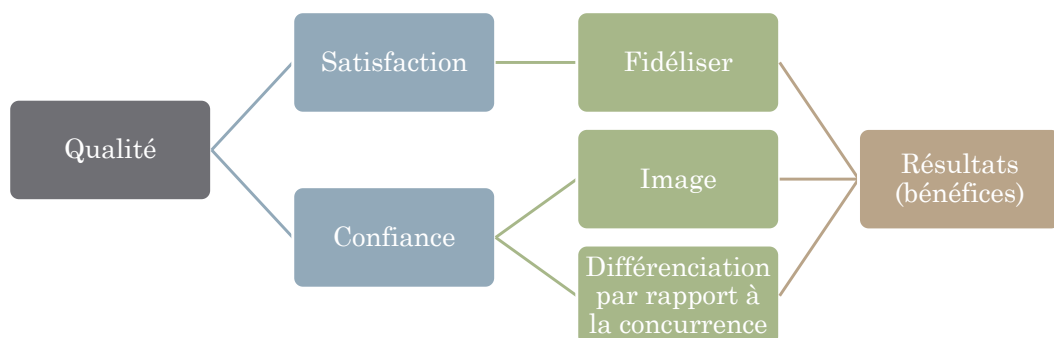 Qualité
Satisfaction
Confiance
Fidéliser
Image
Différenciation
par rapport à
la concurrence
Résultats
(bénéfices)